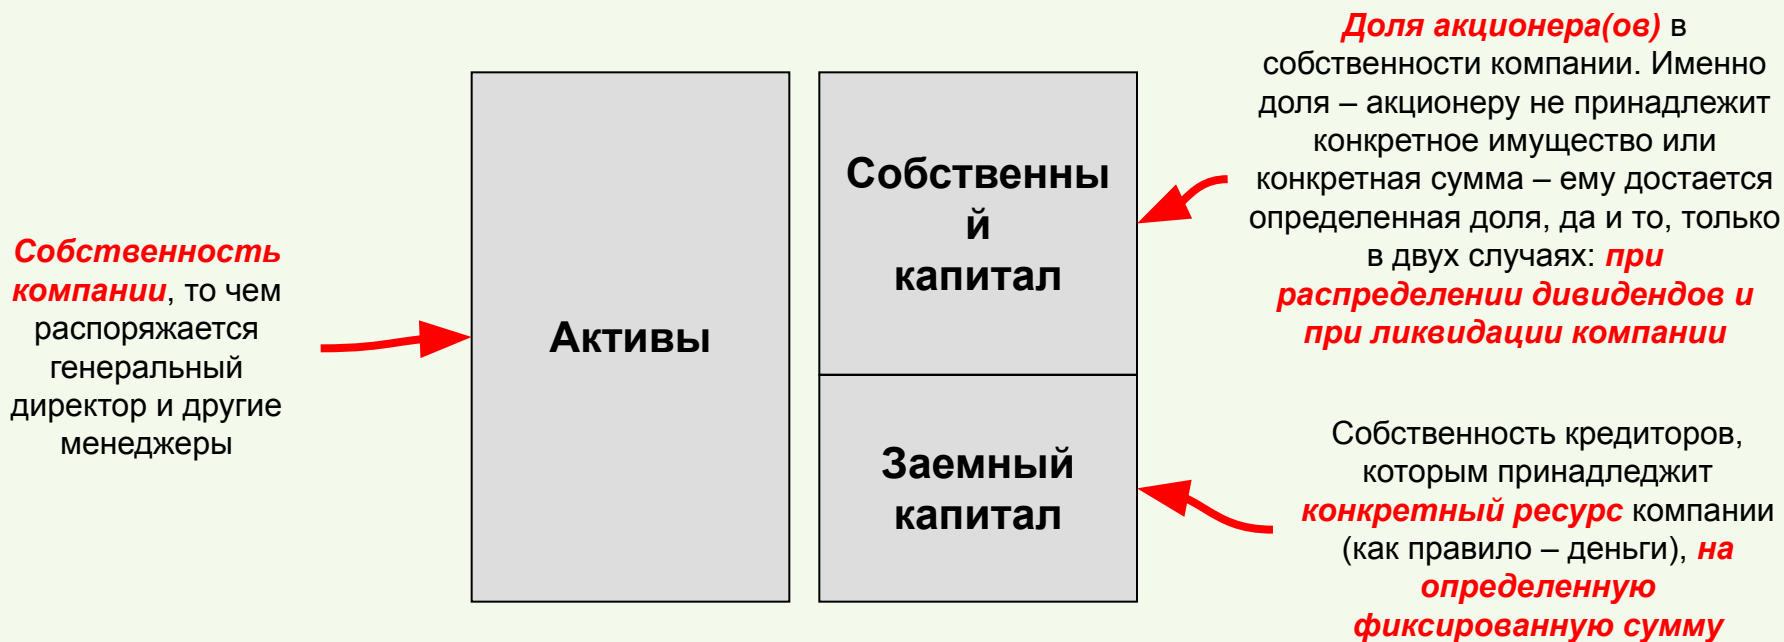 Собственность
компании, то чем
распоряжается
генеральный
директор и другие
менеджеры
Активы
Собственны
й
капитал
Заемный
капитал
Доля акционера(ов) в
собственности компании. Именно
доля – акционеру не принадлежит
конкретное имущество или
конкретная сумма – ему достается
определенная доля, да и то, только
в двух случаях: при
распределении дивидендов и
при ликвидации компании
Собственность кредиторов,
которым принадледжит
конкретный ресурс компании
(как правило – деньги), на
определенную
фиксированную сумму